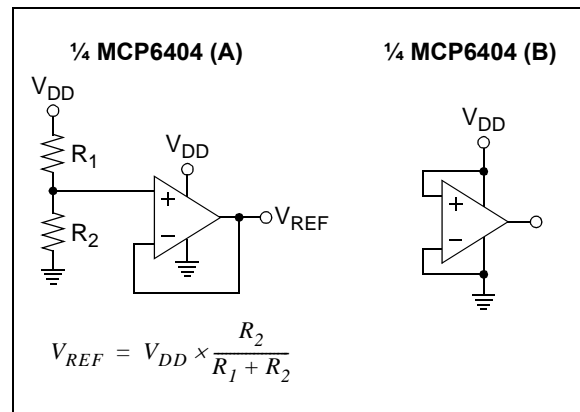 ¼ MCP6404 (A)
¼ MCP6404 (B)
VDD
R1
R2
VDD
+
–
VREF
VDD
+
–
VREF = VDD × R2 / R1 + R2